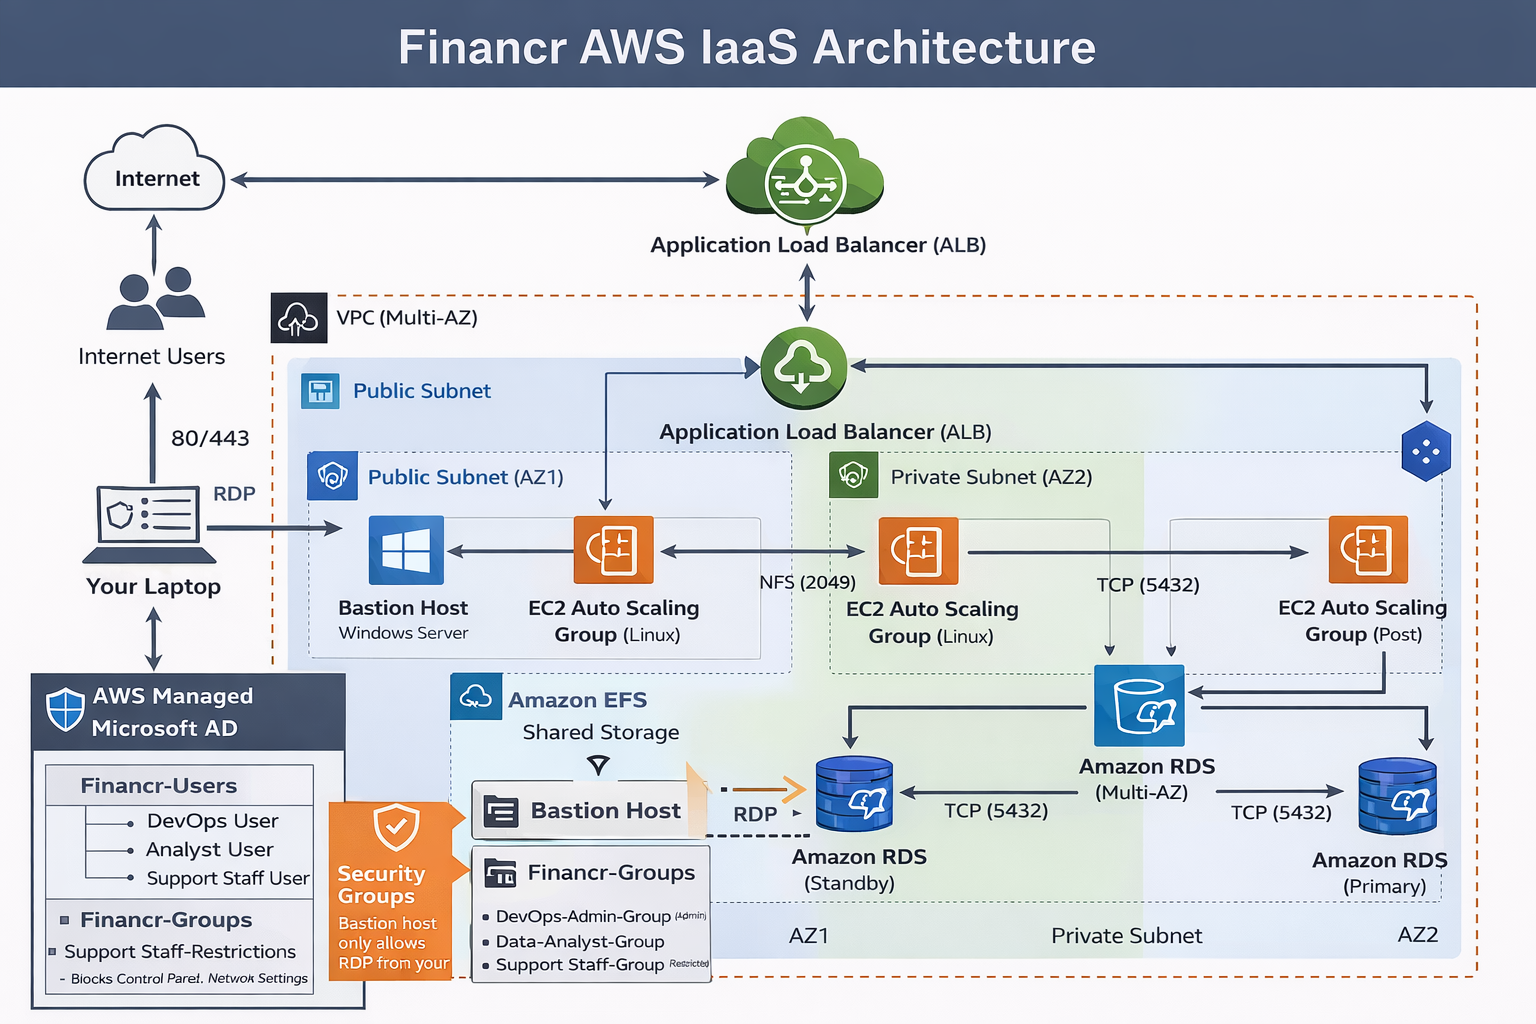 Financr AWS IaaS Architecture
Internet
Application Load Balancer (ALB)
VPC (Multi-AZ)
Internet Users
Public Subnet
80/443
Application Load Balancer (ALB)
Public Subnet (AZ1)
Private Subnet (AZ2)
RDP
Your Laptop
Bastion Host
Windows Server
EC2 Auto Scaling
Group (Linux)
NFS (2049)
EC2 Auto Scaling
Group (Linux)
TCP (5432)
EC2 Auto Scaling
Group (Post)
AWS Managed
Microsoft AD
Financr-Users
DevOps User
Analyst User
Support Staff User
Financr-Groups
Support Staff-Restrictions
- Blocks Control Paret. Netwok Settings
Security
Groups
Bastion host
only allows
RDP from your
Amazon EFS
Shared Storage
Bastion Host
RDP
Financr-Groups
• DevOps-Admin-Group (Admin)
• Data-Analyst-Group
• Support Staff-Group
Amazon RDS
(Multi-AZ)
TCP (5432)
TCP (5432)
Amazon RDS
(Standby)
Amazon RDS
(Primary)
AZ1
Private Subnet
AZ2